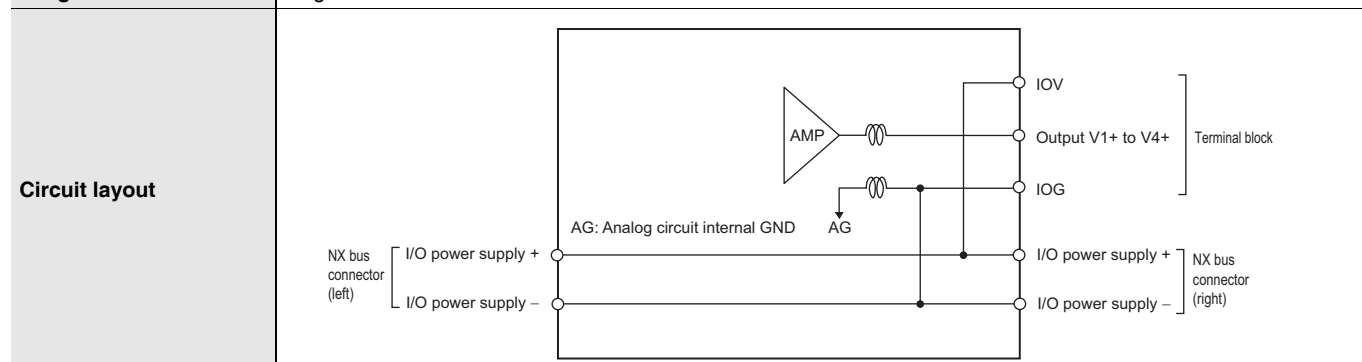 Circuit layout
IOV
AMP
Output V1+ to V4+
Terminal block
IOG
AG: Analog circuit internal GND
AG
NX bus
connector
(left)
I/O power supply +
I/O power supply –
I/O power supply +
I/O power supply –
NX bus
connector
(right)